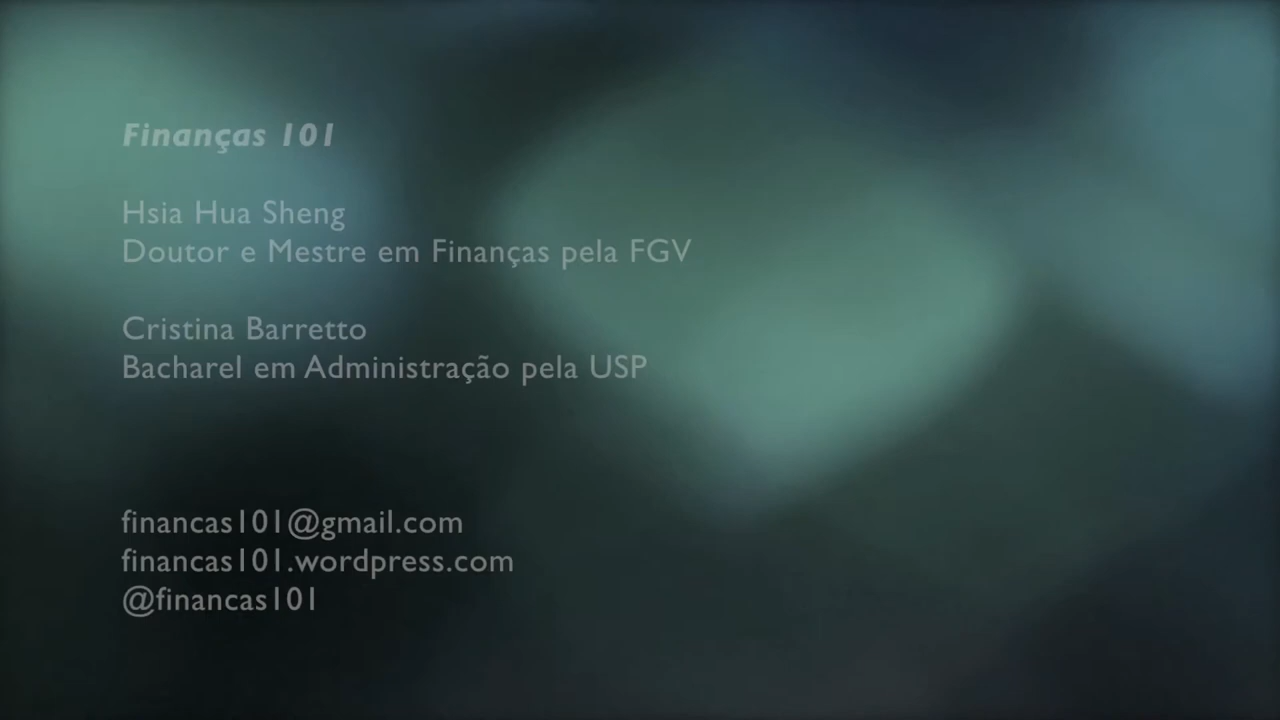 Finanças 101
Hsia Hua Sheng
Doutor e Mestre em Finanças pela FGV
Cristina Barretto
Bacharel em Administração pela USP
financas101@gmail.com
financas101.wordpress.com
@financas101